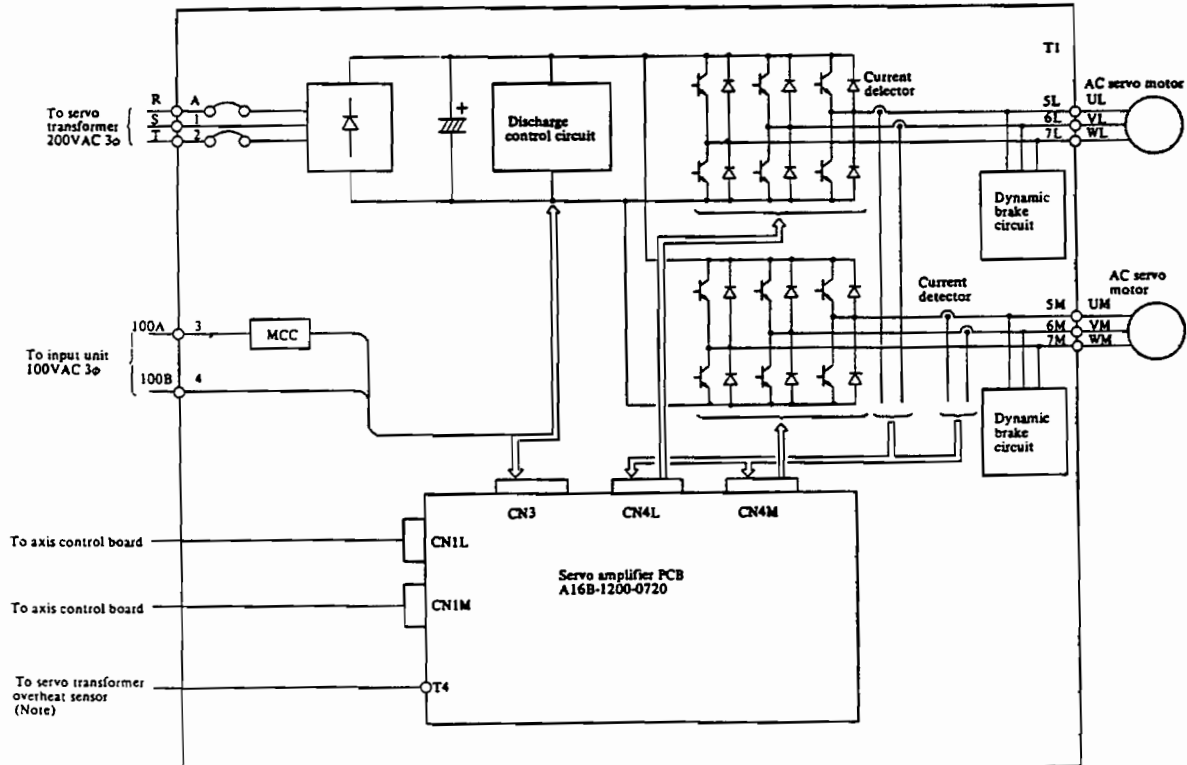 T1
R A
To servo
transformer
200VAC 3φ
S 1
T 2
+
Discharge
control circuit
Current
detector
5L UL
6L VL
7L WL
AC servo motor
Dynamic
brake
circuit
100A 3
MCC
To input unit
100VAC 3φ
100B 4
Current
detector
5M UM
6M VM
7M WM
AC servo
motor
Dynamic
brake
circuit
CN3
CN4L
CN4M
To axis control board
CN1L
Servo amplifier PCB
A16B-1200-0720
To axis control board
CN1M
To servo transformer
overheat sensor
(Note)
T4